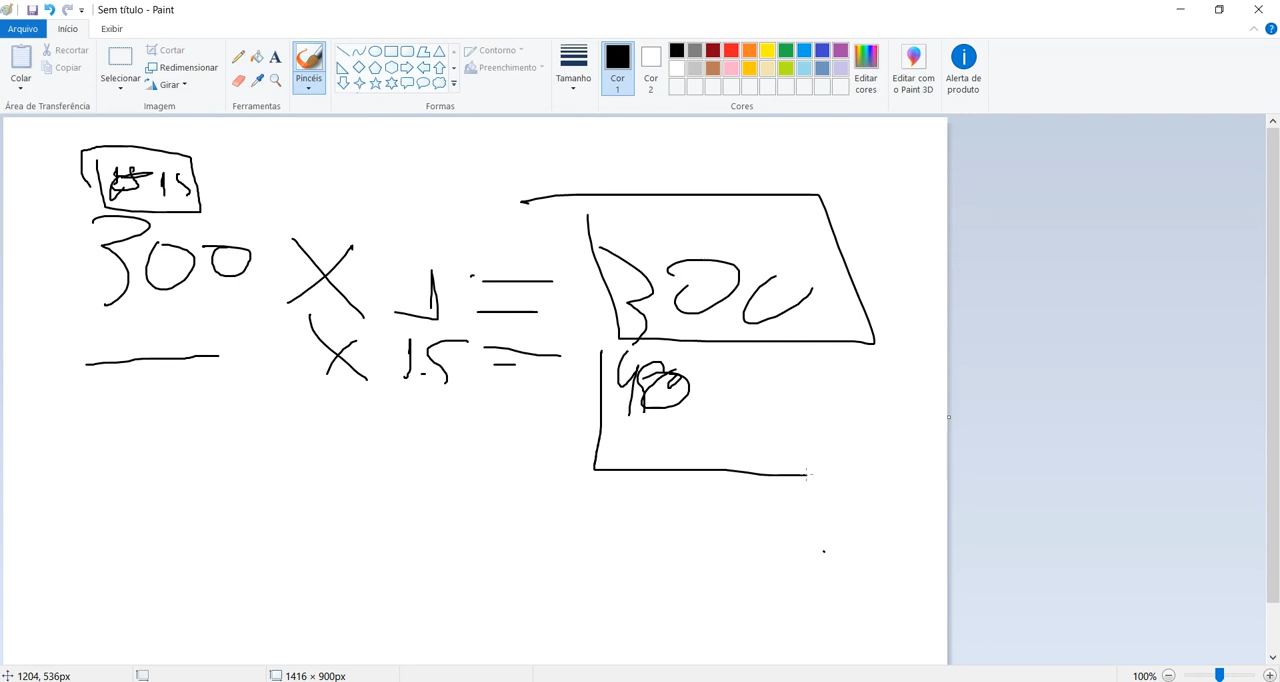 Sem título - Paint
Arquivo Início Exibir
Colar
Recortar
Copiar
Área de Transferência
Selecionar
Cortar
Redimensionar
Girar
Imagem
A
Ferramentas
Pincéis
Contorno
Preenchimento
Formas
Tamanho
Cor 1
Cor 2
Editar cores
Cores
Editar com o Paint 3D
Alerta de produto
15
300 X 1 = 300
X 1.5 =
1204, 536px
1416 × 900px
100%